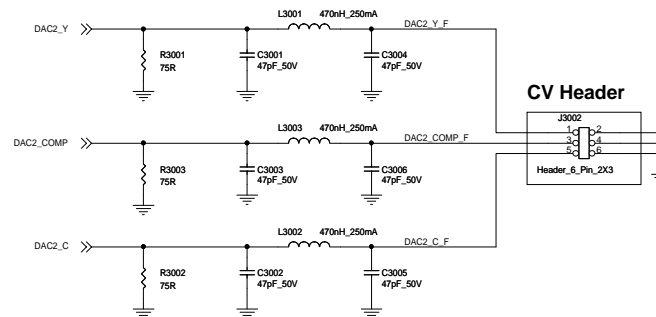 L3001 470nH_250mA
DAC2_Y DAC2_Y_F
R3001 C3001 C3004
75R 47pF_50V 47pF_50V
CV Header
J3002
L3003 470nH_250mA
DAC2_COMP DAC2_COMP_F
1 2
3 4
5 6
R3003 C3003 C3006
75R 47pF_50V 47pF_50V
Header_6_Pin_2X3
L3002 470nH_250mA
DAC2_C DAC2_C_F
R3002 C3002 C3005
75R 47pF_50V 47pF_50V